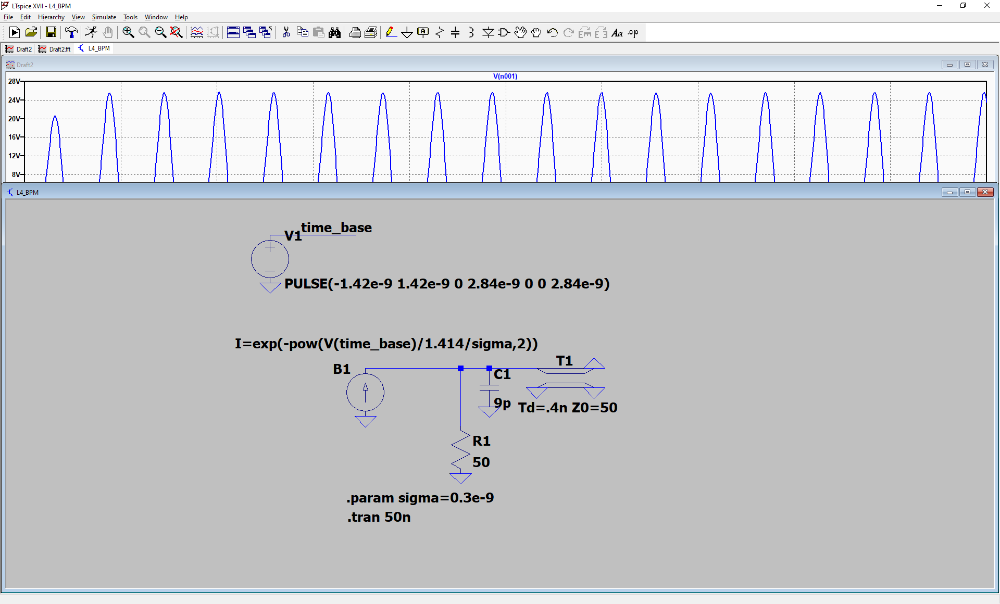 LTspice XVII - L4_BPM
File Edit Hierarchy View Simulate Tools Window Help
Draft2 Draft2.fft L4_BPM
Draft2
V(n001)
28V
24V
20V
16V
12V
8V
L4_BPM
time_base
V1
PULSE(-1.42e-9 1.42e-9 0 2.84e-9 0 0 2.84e-9)
I=exp(-pow(V(time_base)/1.414/sigma,2))
B1
T1
C1
9p
Td=.4n Z0=50
R1
50
.param sigma=0.3e-9
.tran 50n